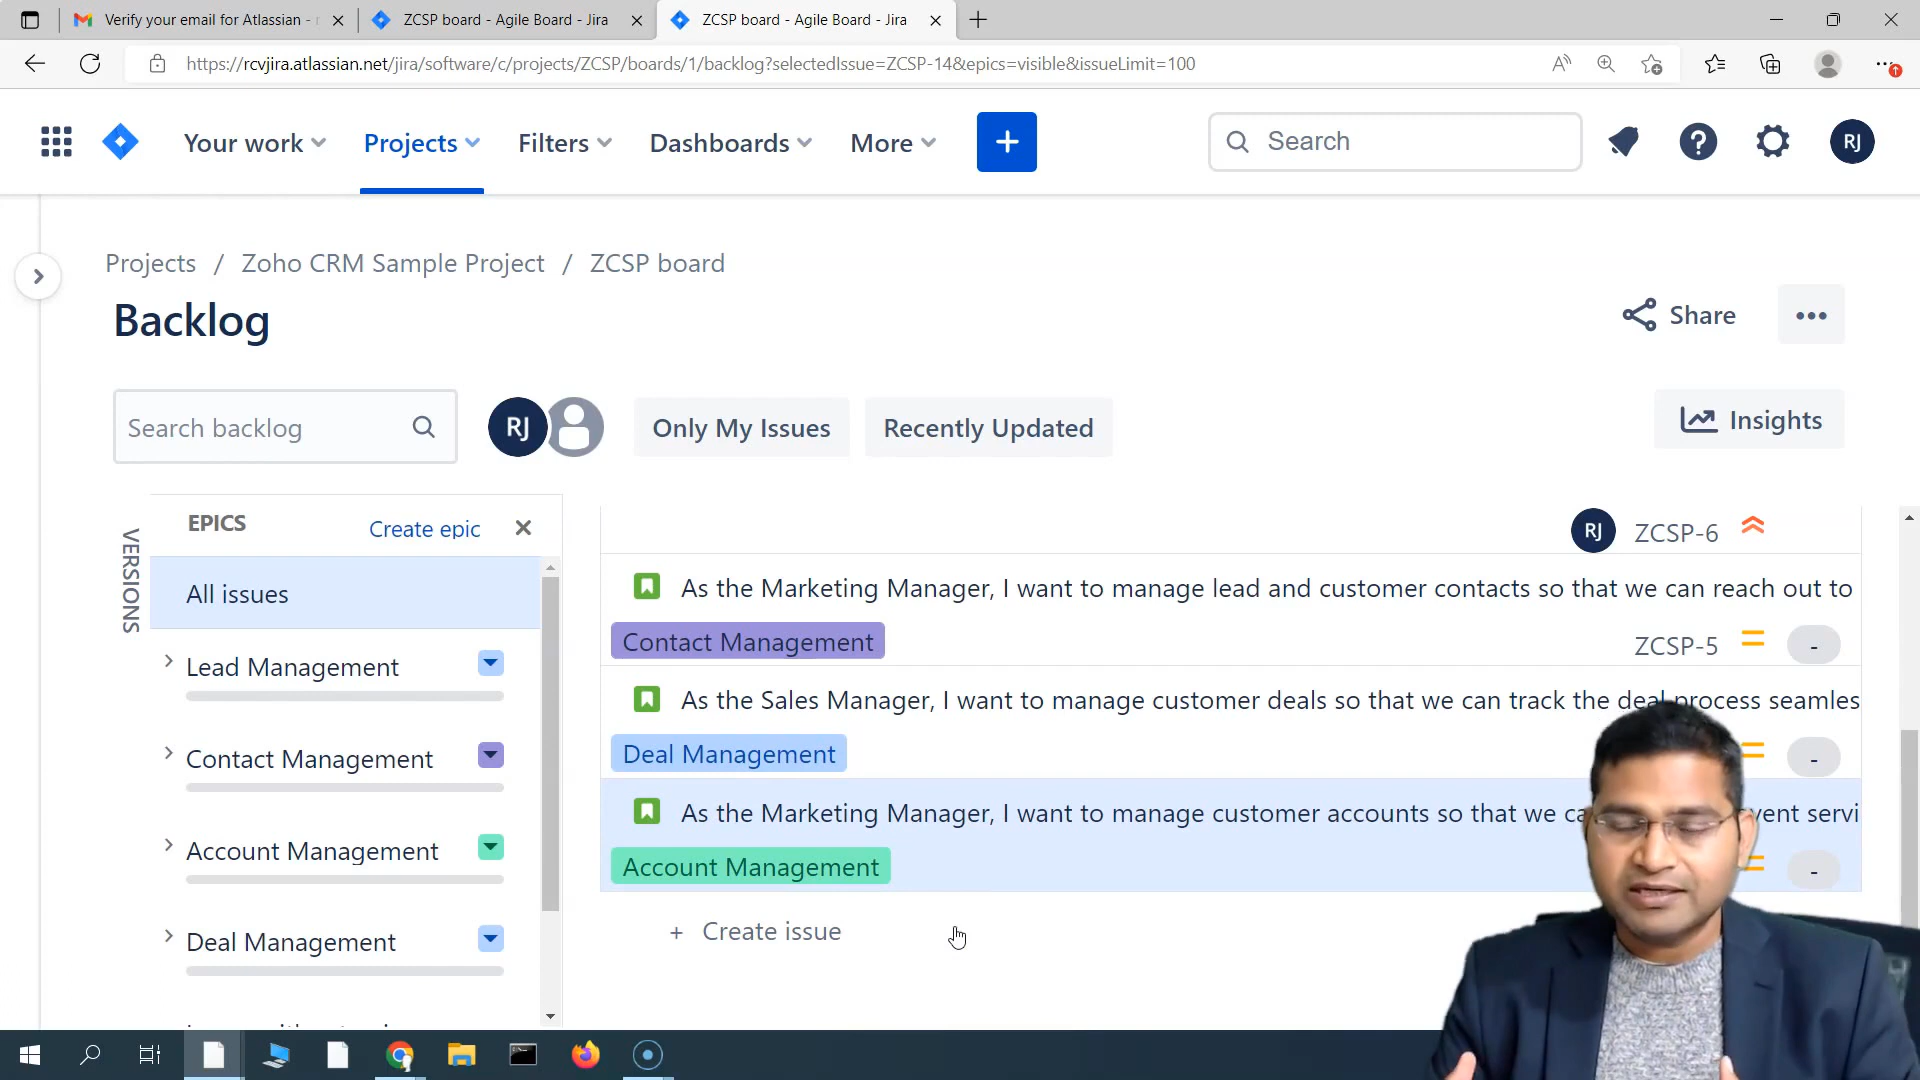 Verify your email for Atlassian -
ZCSP board - Agile Board - Jira
ZCSP board - Agile Board - Jira
https://rcvjira.atlassian.net/jira/software/c/projects/ZCSP/boards/1/backlog?selectedIssue=ZCSP-14&epics=visible&issueLimit=100
Your work
Projects
Filters
Dashboards
More
+
Search
RJ
Projects / Zoho CRM Sample Project / ZCSP board
Backlog
Share
Search backlog
RJ
Only My Issues
Recently Updated
Insights
VERSIONS
EPICS
Create epic
All issues
Lead Management
Contact Management
Account Management
Deal Management
RJ ZCSP-6
As the Marketing Manager, I want to manage lead and customer contacts so that we can reach out to
Contact Management
ZCSP-5 -
As the Sales Manager, I want to manage customer deals so that we can track the deal process seamles
Deal Management
-
As the Marketing Manager, I want to manage customer accounts so that we servi
Account Management
-
+ Create issue